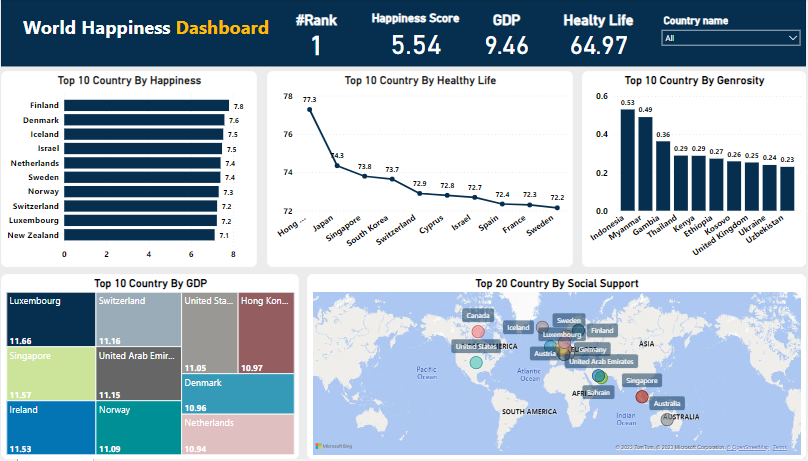 World Happiness Dashboard
#Rank
1
Happiness Score
5.54
GDP
9.46
Healty Life
64.97
Country name
All
Top 10 Country By Happiness
Finland 7.8
Denmark 7.6
Iceland 7.5
Israel 7.5
Netherlands 7.4
Sweden 7.4
Norway 7.3
Switzerland 7.2
Luxembourg 7.2
New Zealand 7.1
0 2 4 6 8
Top 10 Country By Healthy Life
78
76
74
72
77.3
74.3
73.8
73.7
72.9
72.8
72.7
72.4
72.3
72.2
Hong ...
Japan
Singapore
South Korea
Switzerland
Cyprus
Israel
Spain
France
Sweden
Top 10 Country By Genrosity
0.6
0.4
0.2
0.0
0.53
0.49
0.36
0.29
0.29
0.27
0.26
0.25
0.24
0.23
Indonesia
Myanmar
Gambia
Thailand
Kenya
Ethiopia
Kosovo
United Kingdom
Ukraine
Uzbekistan
Top 10 Country By GDP
Luxembourg
11.66
Singapore
11.57
Ireland
11.53
Switzerland
11.16
United Arab Emir...
11.15
Norway
11.09
United Sta...
11.05
Hong Kon...
10.97
Denmark
10.96
Netherlands
10.94
Top 20 Country By Social Support
Canada
Iceland
Sweden
Luxembourg
Finland
United States
Austria
Germany
United Arab Emirates
Bahrain
Singapore
Australia
ASIA
Pacific
Ocean
Atlantic
Ocean
SOUTH AMERICA
Indian
Ocean
AUSTRALIA
Microsoft Bing
© 2023 TomTom, © 2023 Microsoft Corporation, © OpenStreetMap Terms